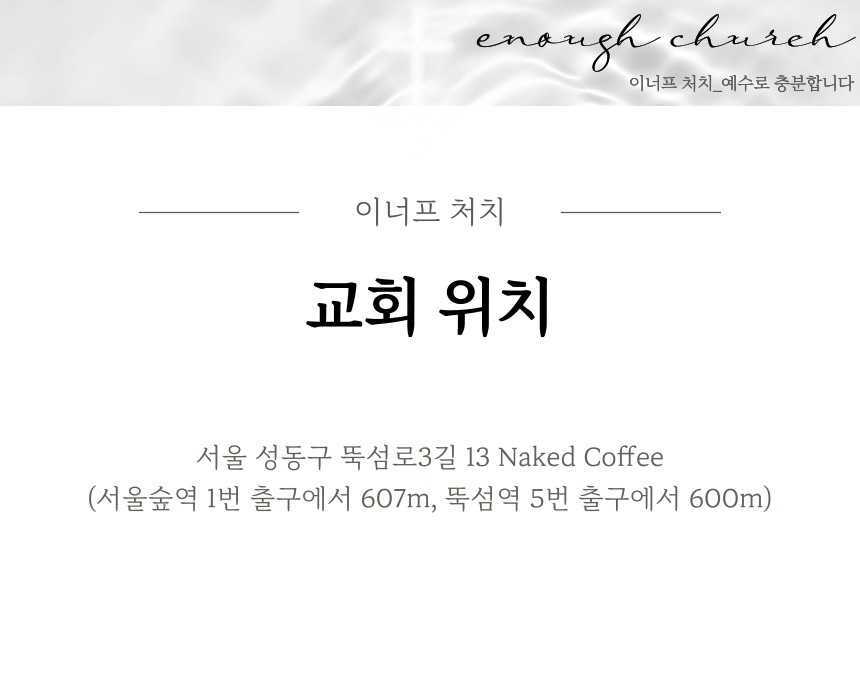 enough church
이너프 처치_예수로 충분합니다
이너프 처치
교회 위치
서울 성동구 뚝섬로3길 13 Naked Coffee
(서울숲역 1번 출구에서 607m, 뚝섬역 5번 출구에서 600m)